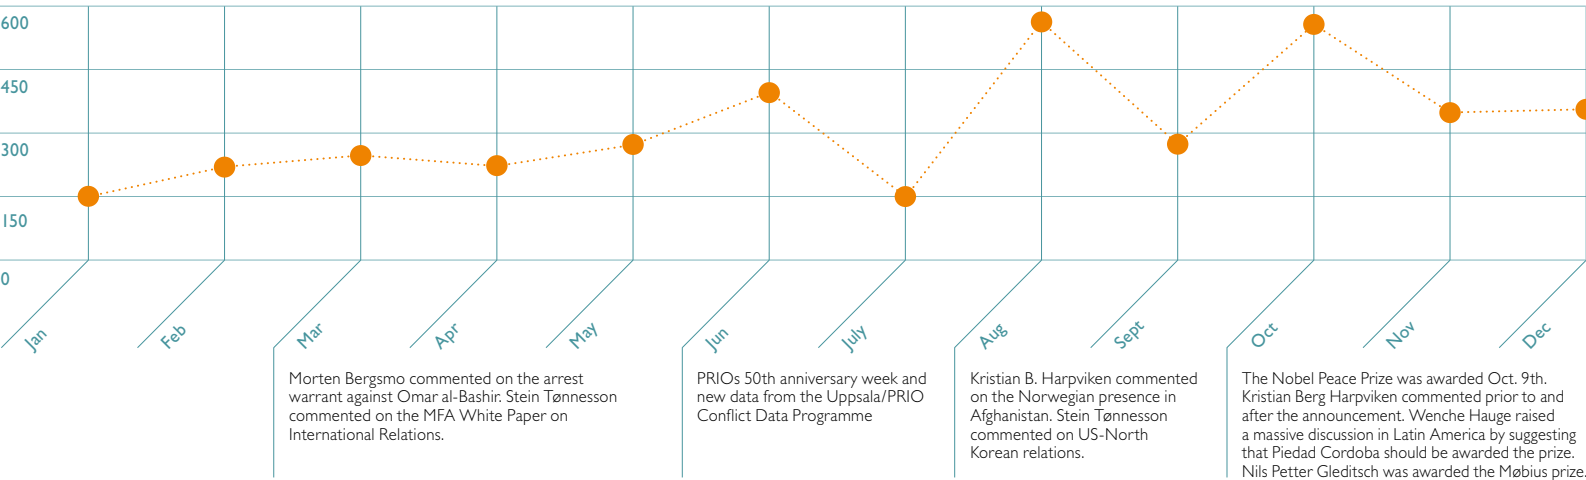 600
450
300
150
0
Jan
Feb
Mar
Apr
May
Jun
July
Aug
Sept
Oct
Nov
Dec
Morten Bergsmo commented on the arrest
warrant against Omar al-Bashir. Stein Tønnesson
commented on the MFA White Paper on
International Relations.
PRIOs 50th anniversary week and
new data from the Uppsala/PRIO
Conflict Data Programme
Kristian B. Harpviken commented
on the Norwegian presence in
Afghanistan. Stein Tønnesson
commented on US-North
Korean relations.
The Nobel Peace Prize was awarded Oct. 9th.
Kristian Berg Harpviken commented prior to and
after the announcement. Wenche Hauge raised
a massive discussion in Latin America by suggesting
that Piedad Cordoba should be awarded the prize.
Nils Petter Gleditsch was awarded the Møbius prize.